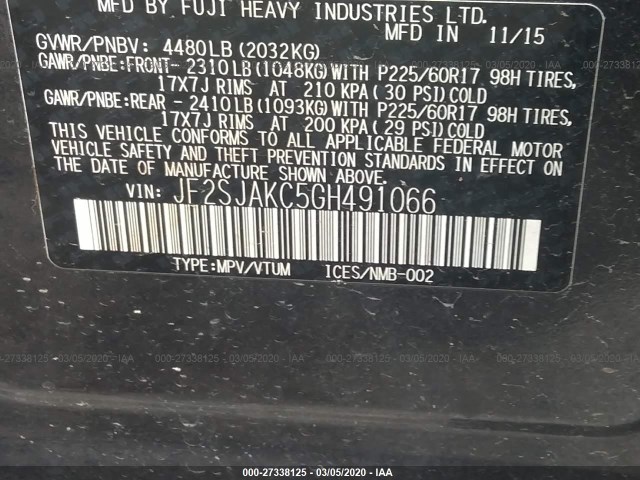 MFD BY FUJI HEAVY INDUSTRIES LTD.
MFD IN 11/15
GVWR/PNBV: 4480LB(2032KG)
GAWR/PNBE:FRONT- 2310LB(1048KG)WITH P225/60R17 98H TIRES,
17X7J RIMS AT 210 KPA(30 PSI)COLD
GAWR/PNBE:REAR - 2410LB(1093KG)WITH P225/60R17 98H TIRES,
17X7J RIMS AT 200 KPA(29 PSI)COLD
THIS VEHICLE CONFORMS TO ALL APPLICABLE FEDERAL MOTOR
VEHICLE SAFETY AND THEFT PREVENTION STANDARDS IN EFFECT ON
THE DATE OF MANUFACTURE SHOWN ABOVE.
VIN: JF2SJAKC5GH491066
TYPE:MPV/VTUM ICES/NMB-002
000-27338125 - 03/05/2020 - IAA